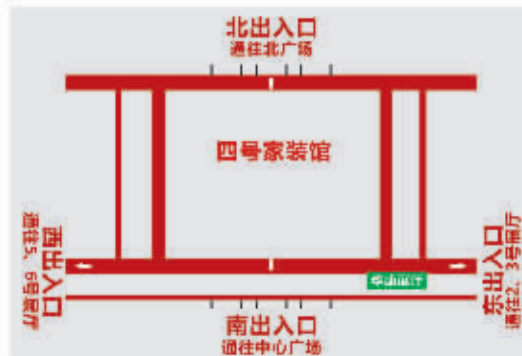 北出入口
通往北广场
四号家装馆
西出入口
通往5、6号展厅
东出入口
通往2、3号展厅
南出入口
通往中心广场